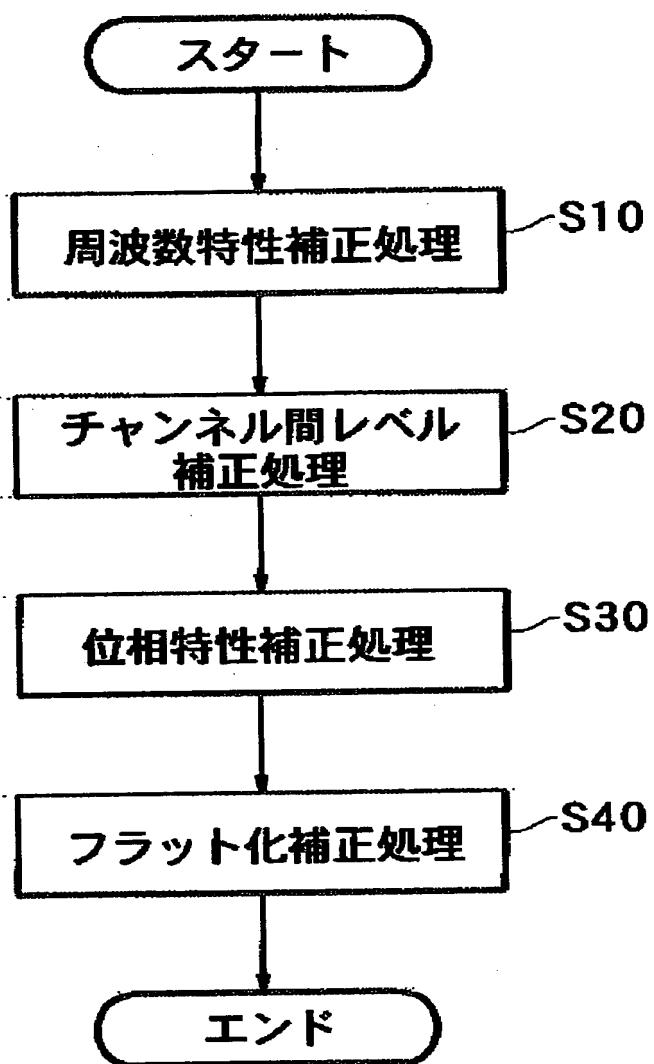 スタート
周波数特性補正処理
S10
チャンネル間レベル
補正処理
S20
位相特性補正処理
S30
フラット化補正処理
S40
エンド